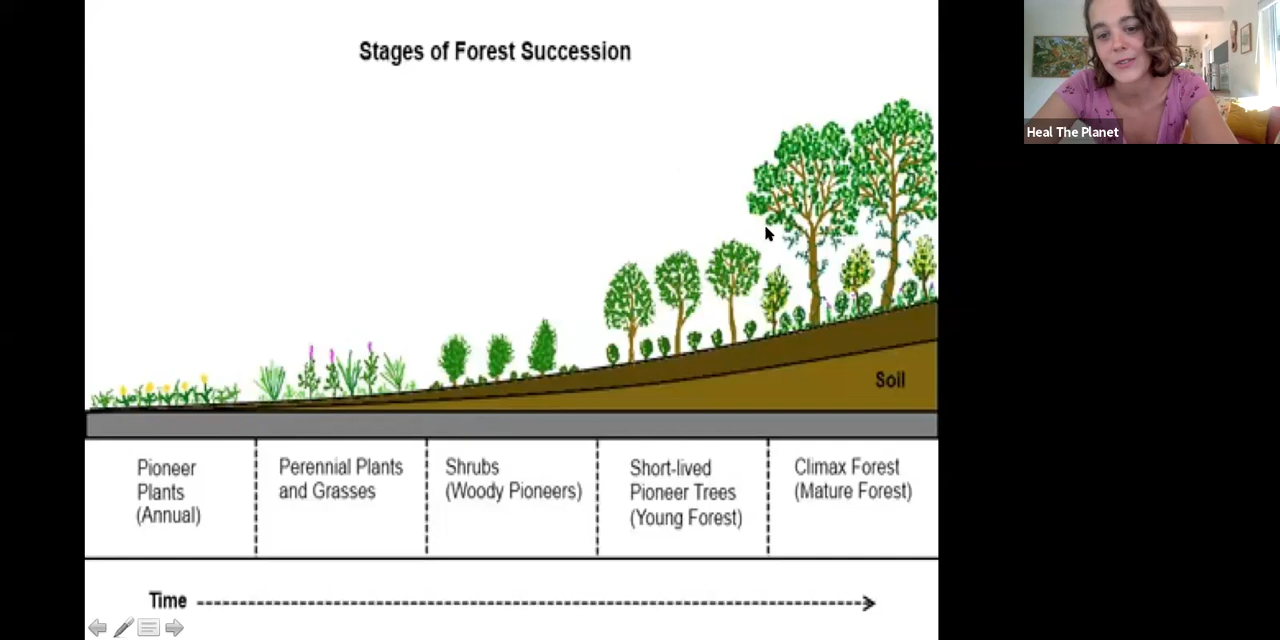 Stages of Forest Succession
Heal The Planet
Soil
Pioneer
Plants
(Annual)
Perennial Plants
and Grasses
Shrubs
(Woody Pioneers)
Short-lived
Pioneer Trees
(Young Forest)
Climax Forest
(Mature Forest)
Time